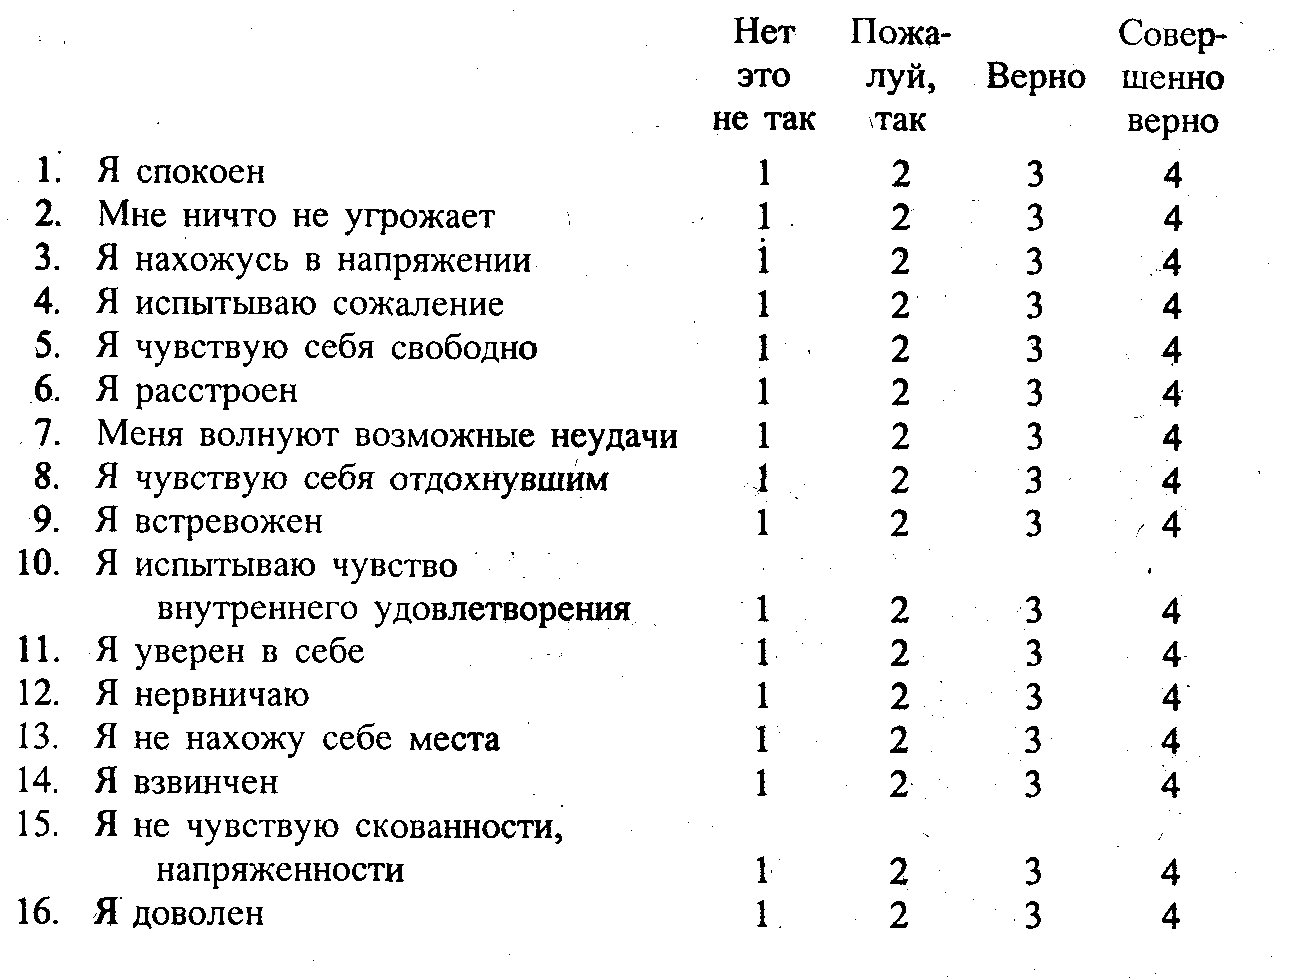 Нет Пожа- Совер-
это луй, Верно шенно
не так так верно
1. Я спокоен 1 2 3 4
2. Мне ничто не угрожает 1 2 3 4
3. Я нахожусь в напряжении 1 2 3 4
4. Я испытываю сожаление 1 2 3 4
5. Я чувствую себя свободно 1 2 3 4
6. Я расстроен 1 2 3 4
7. Меня волнуют возможные неудачи 1 2 3 4
8. Я чувствую себя отдохнувшим 1 2 3 4
9. Я встревожен 1 2 3 4
10. Я испытываю чувство
внутреннего удовлетворения 1 2 3 4
11. Я уверен в себе 1 2 3 4
12. Я нервничаю 1 2 3 4
13. Я не нахожу себе места 1 2 3 4
14. Я взвинчен 1 2 3 4
15. Я не чувствую скованности,
напряженности 1 2 3 4
16. Я доволен 1 2 3 4